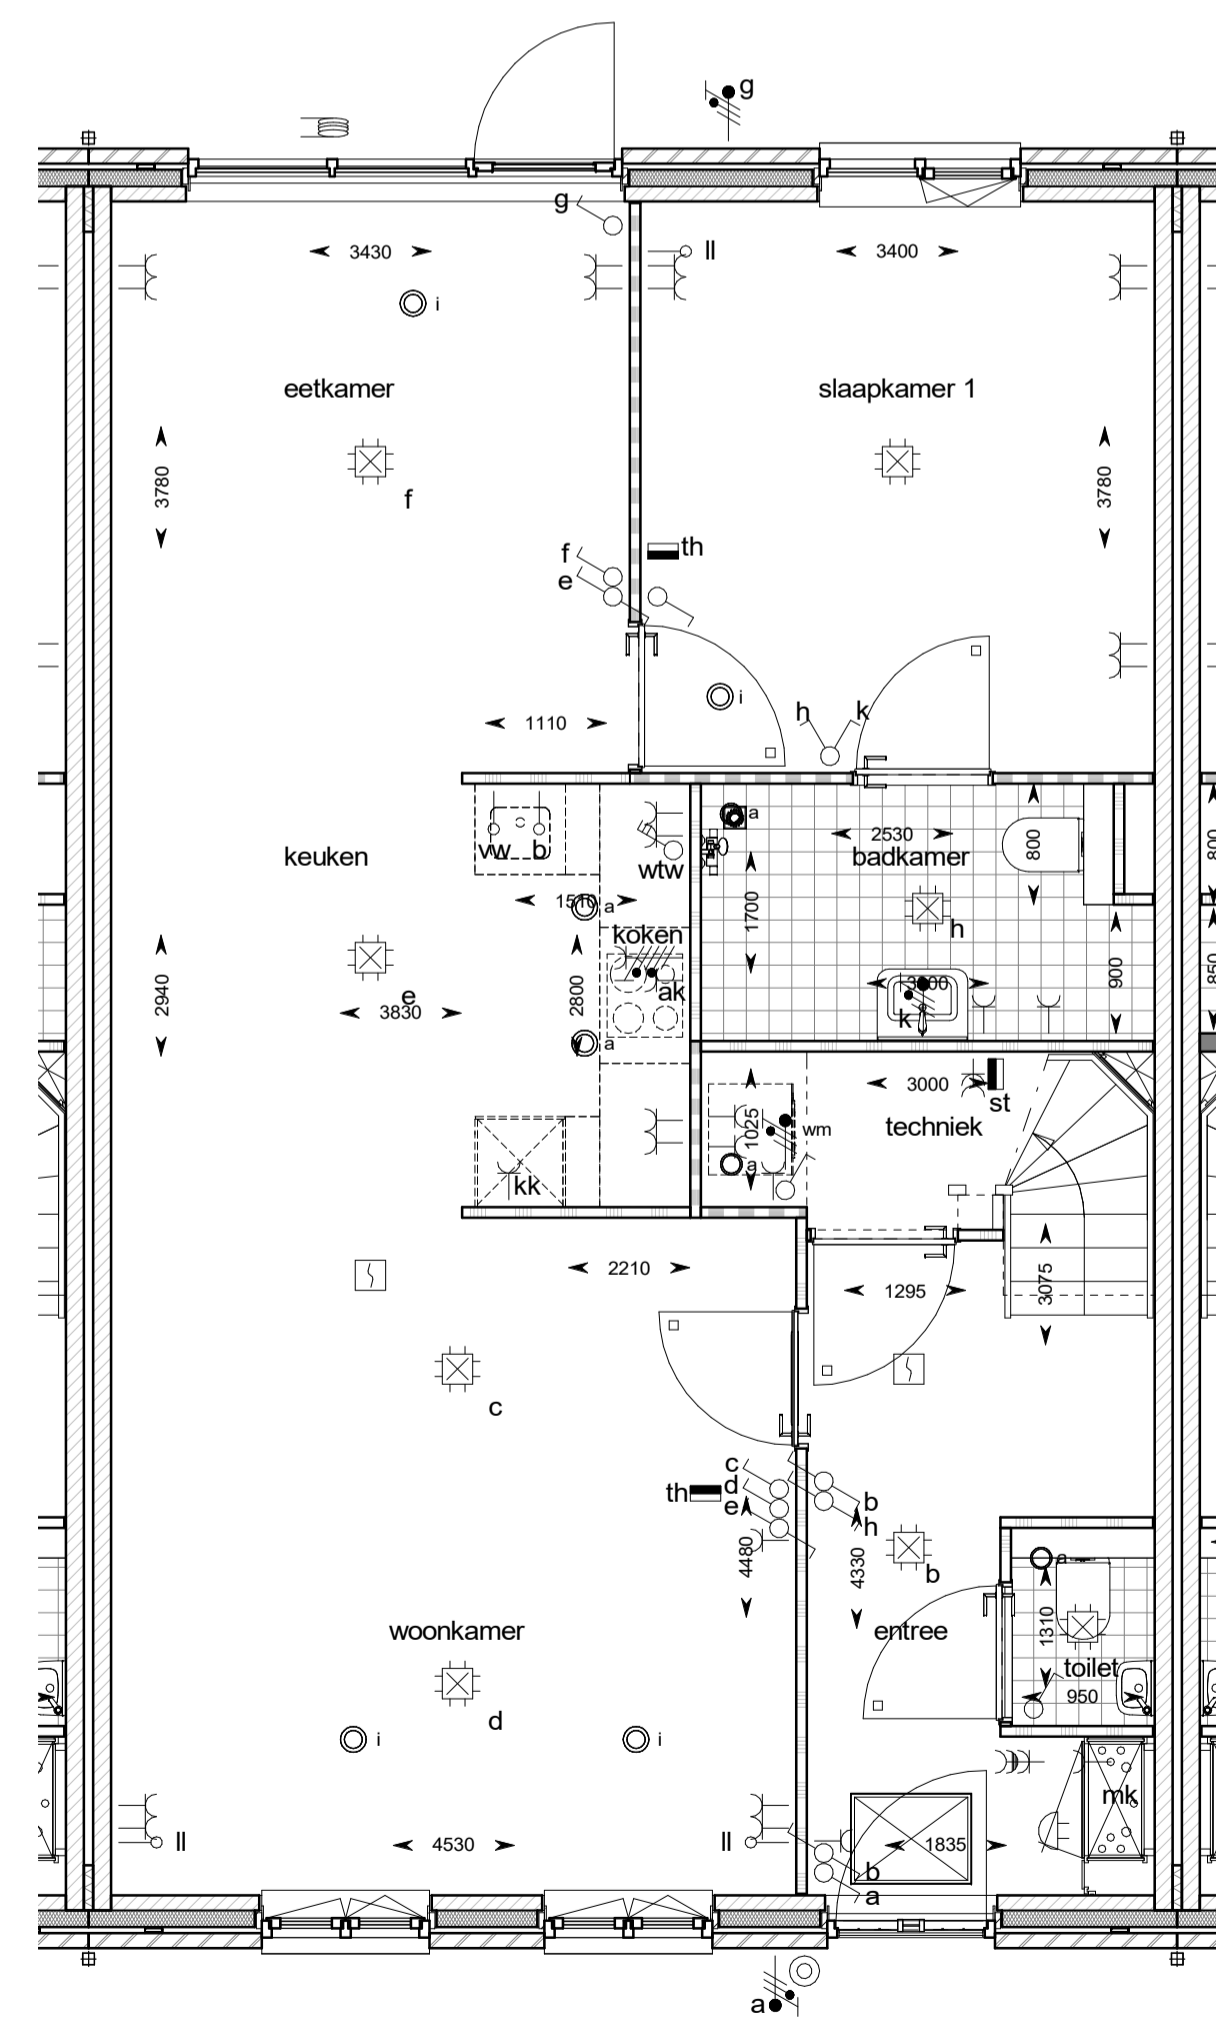 g
g
3430
ll
3400
i
eetkamer
slaapkamer 1
3780
f
3780
f
th
e
i
h
k
1110
a
keuken
vw
b
wtw
2530
badkamer
800
800
1510
a
1700
koken
h
e
ak
3000
k
2940
3830
2800
900
850
a
3000
st
1025
wm
techniek
a
kk
2210
1295
3075
c
c
th
d
e
b
h
4480
4330
b
a
woonkamer
entree
1310
toilet
950
d
i
i
mk
ll
4530
ll
1835
b
a
a